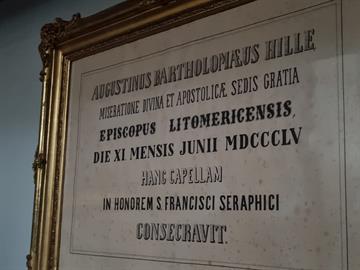 AUGUSTINUS BARTHOLOMÆUS HILLE
MISERATIONE DIVINA ET APOSTOLICÆ SEDIS GRATIA
EPISCOPUS LITOMERICENSIS,
DIE XI MENSIS JUNII MDCCCLV
HANC CAPELLAM
IN HONOREM S. FRANCISCI SERAPHICI
CONSECRAVIT.